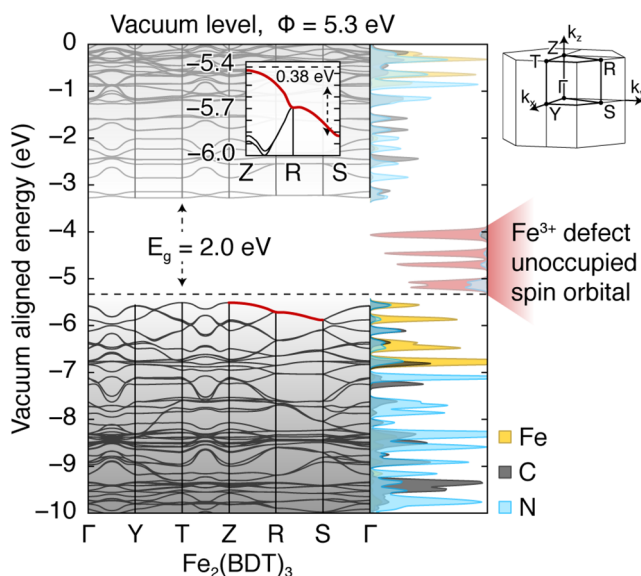 Vacuum level, Φ = 5.3 eV
Vacuum aligned energy (eV)
0
−1
−2
−3
−4
−5
−6
−7
−8
−9
−10
−5.4
−5.7
−6.0
0.38 eV
Z R S
E_g = 2.0 eV
Γ Y T Z R S Γ
Fe₂(BDT)₃
k_z
Z
T
R
Γ
k_x
Y
S
Fe³⁺ defect
unoccupied
spin orbital
Fe
C
N